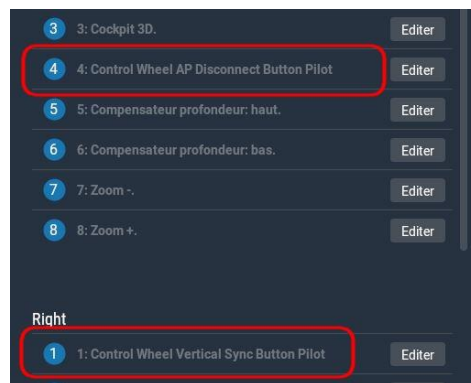 3 3: Cockpit 3D. Editer
4 4: Control Wheel AP Disconnect Button Pilot Editer
5 5: Compensateur profondeur: haut. Editer
6 6: Compensateur profondeur: bas. Editer
7 7: Zoom -. Editer
8 8: Zoom +. Editer
Right
1 1: Control Wheel Vertical Sync Button Pilot Editer